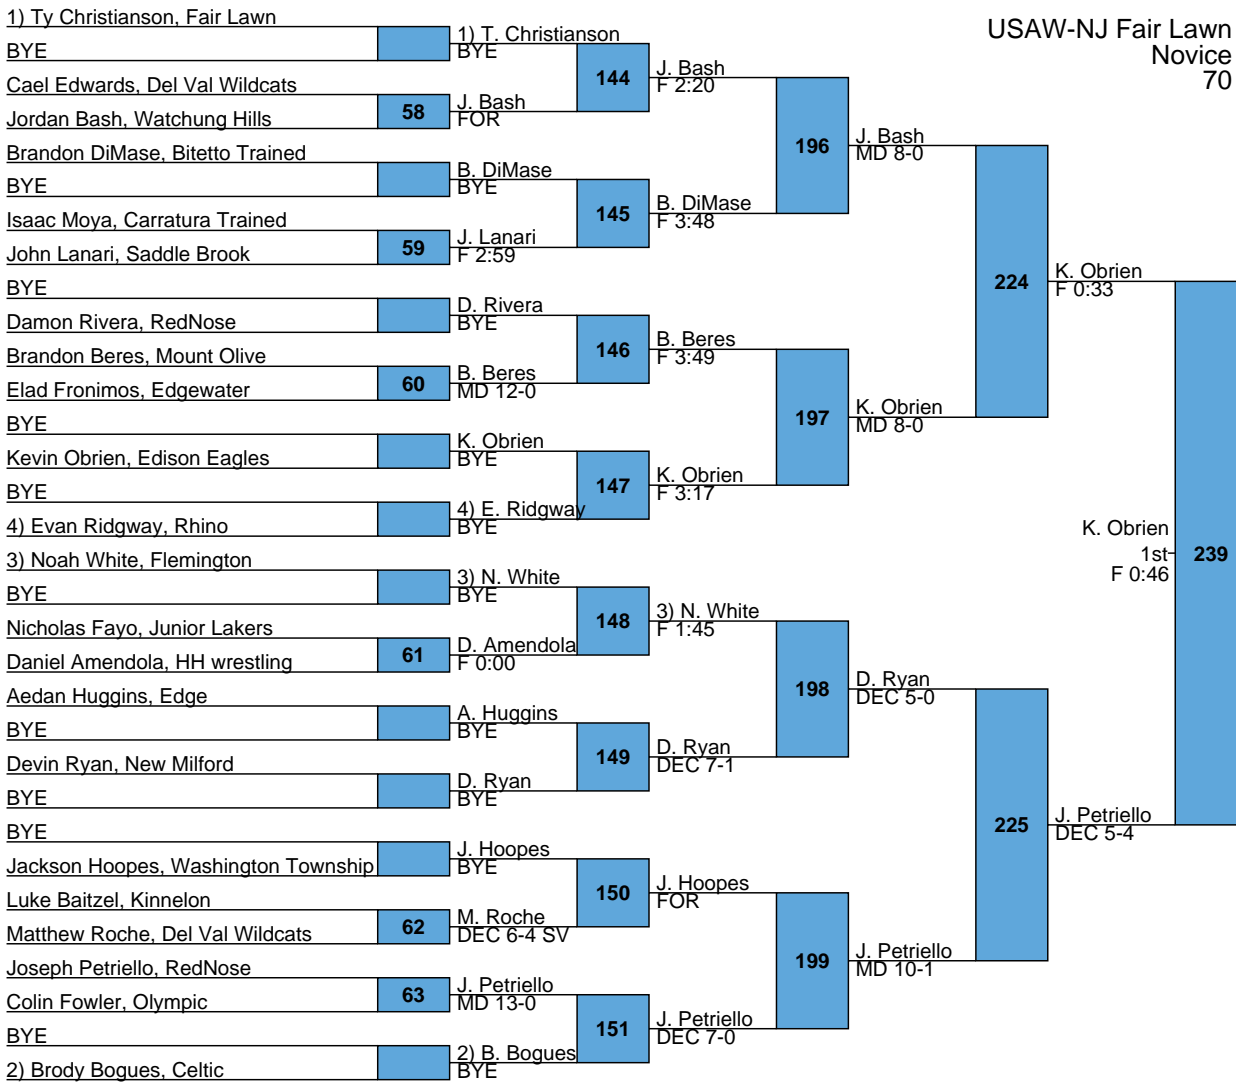 USAW-NJ Fair Lawn
Novice
70
1) Ty Christianson, Fair Lawn
BYE
Cael Edwards, Del Val Wildcats
Jordan Bash, Watchung Hills
Brandon DiMase, Bitetto Trained
BYE
Isaac Moya, Carratura Trained
John Lanari, Saddle Brook
BYE
Damon Rivera, RedNose
Brandon Beres, Mount Olive
Elad Fronimos, Edgewater
BYE
Kevin Obrien, Edison Eagles
BYE
4) Evan Ridgway, Rhino
3) Noah White, Flemington
BYE
Nicholas Fayo, Junior Lakers
Daniel Amendola, HH wrestling
Aedan Huggins, Edge
BYE
Devin Ryan, New Milford
BYE
BYE
Jackson Hoopes, Washington Township
Luke Baitzel, Kinnelon
Matthew Roche, Del Val Wildcats
Joseph Petriello, RedNose
Colin Fowler, Olympic
BYE
2) Brody Bogues, Celtic
58
59
60
61
62
63
1) T. Christianson
BYE
J. Bash
FOR
B. DiMase
BYE
J. Lanari
F 2:59
D. Rivera
BYE
B. Beres
MD 12-0
K. Obrien
BYE
4) E. Ridgway
BYE
3) N. White
BYE
D. Amendola
F 0:00
A. Huggins
BYE
D. Ryan
BYE
J. Hoopes
BYE
M. Roche
DEC 6-4 SV
J. Petriello
MD 13-0
2) B. Bogues
BYE
144
145
146
147
148
149
150
151
J. Bash
F 2:20
B. DiMase
F 3:48
B. Beres
F 3:49
K. Obrien
F 3:17
3) N. White
F 1:45
D. Ryan
DEC 7-1
J. Hoopes
FOR
J. Petriello
DEC 7-0
196
197
198
199
J. Bash
MD 8-0
K. Obrien
MD 8-0
D. Ryan
DEC 5-0
J. Petriello
MD 10-1
224
225
K. Obrien
F 0:33
J. Petriello
DEC 5-4
K. Obrien
1st
F 0:46
239